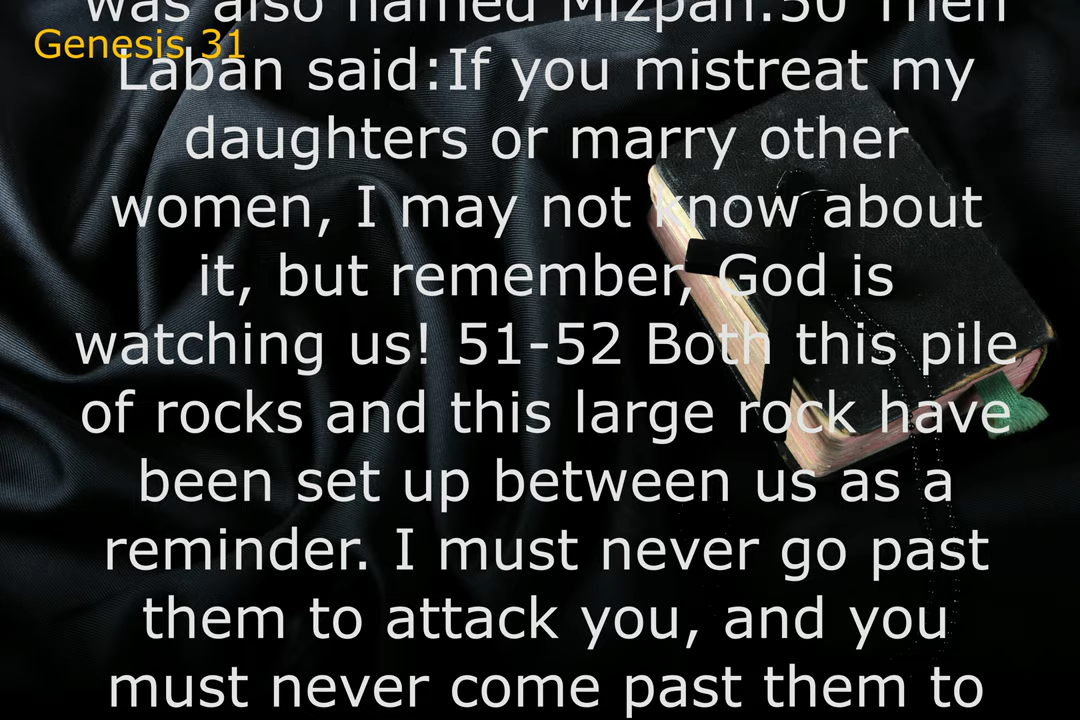 was also named Mizpah.50 Then
Genesis 31
Laban said:If you mistreat my
daughters or marry other
women, I may not know about
it, but remember, God is
watching us! 51-52 Both this pile
of rocks and this large rock have
been set up between us as a
reminder. I must never go past
them to attack you, and you
must never come past them to